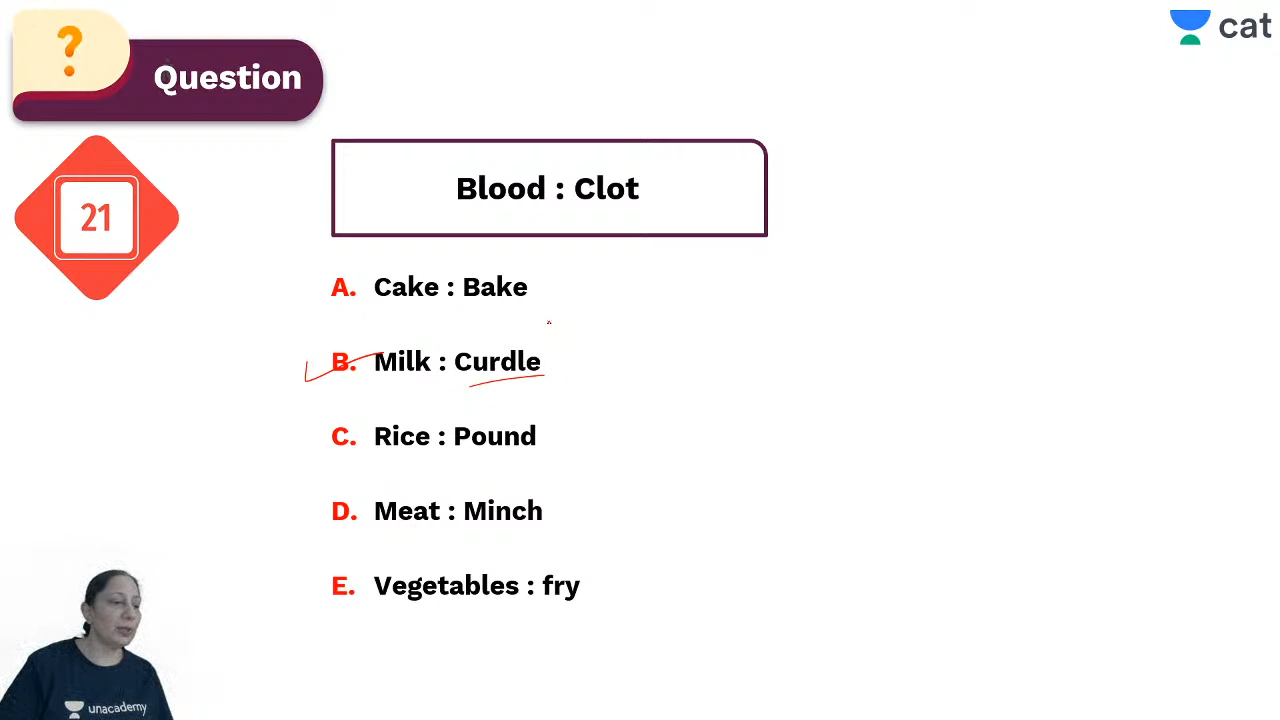 ?
cat
Question
21
Blood : Clot
A. Cake : Bake
B. Milk : Curdle
C. Rice : Pound
D. Meat : Minch
E. Vegetables : fry
unacademy